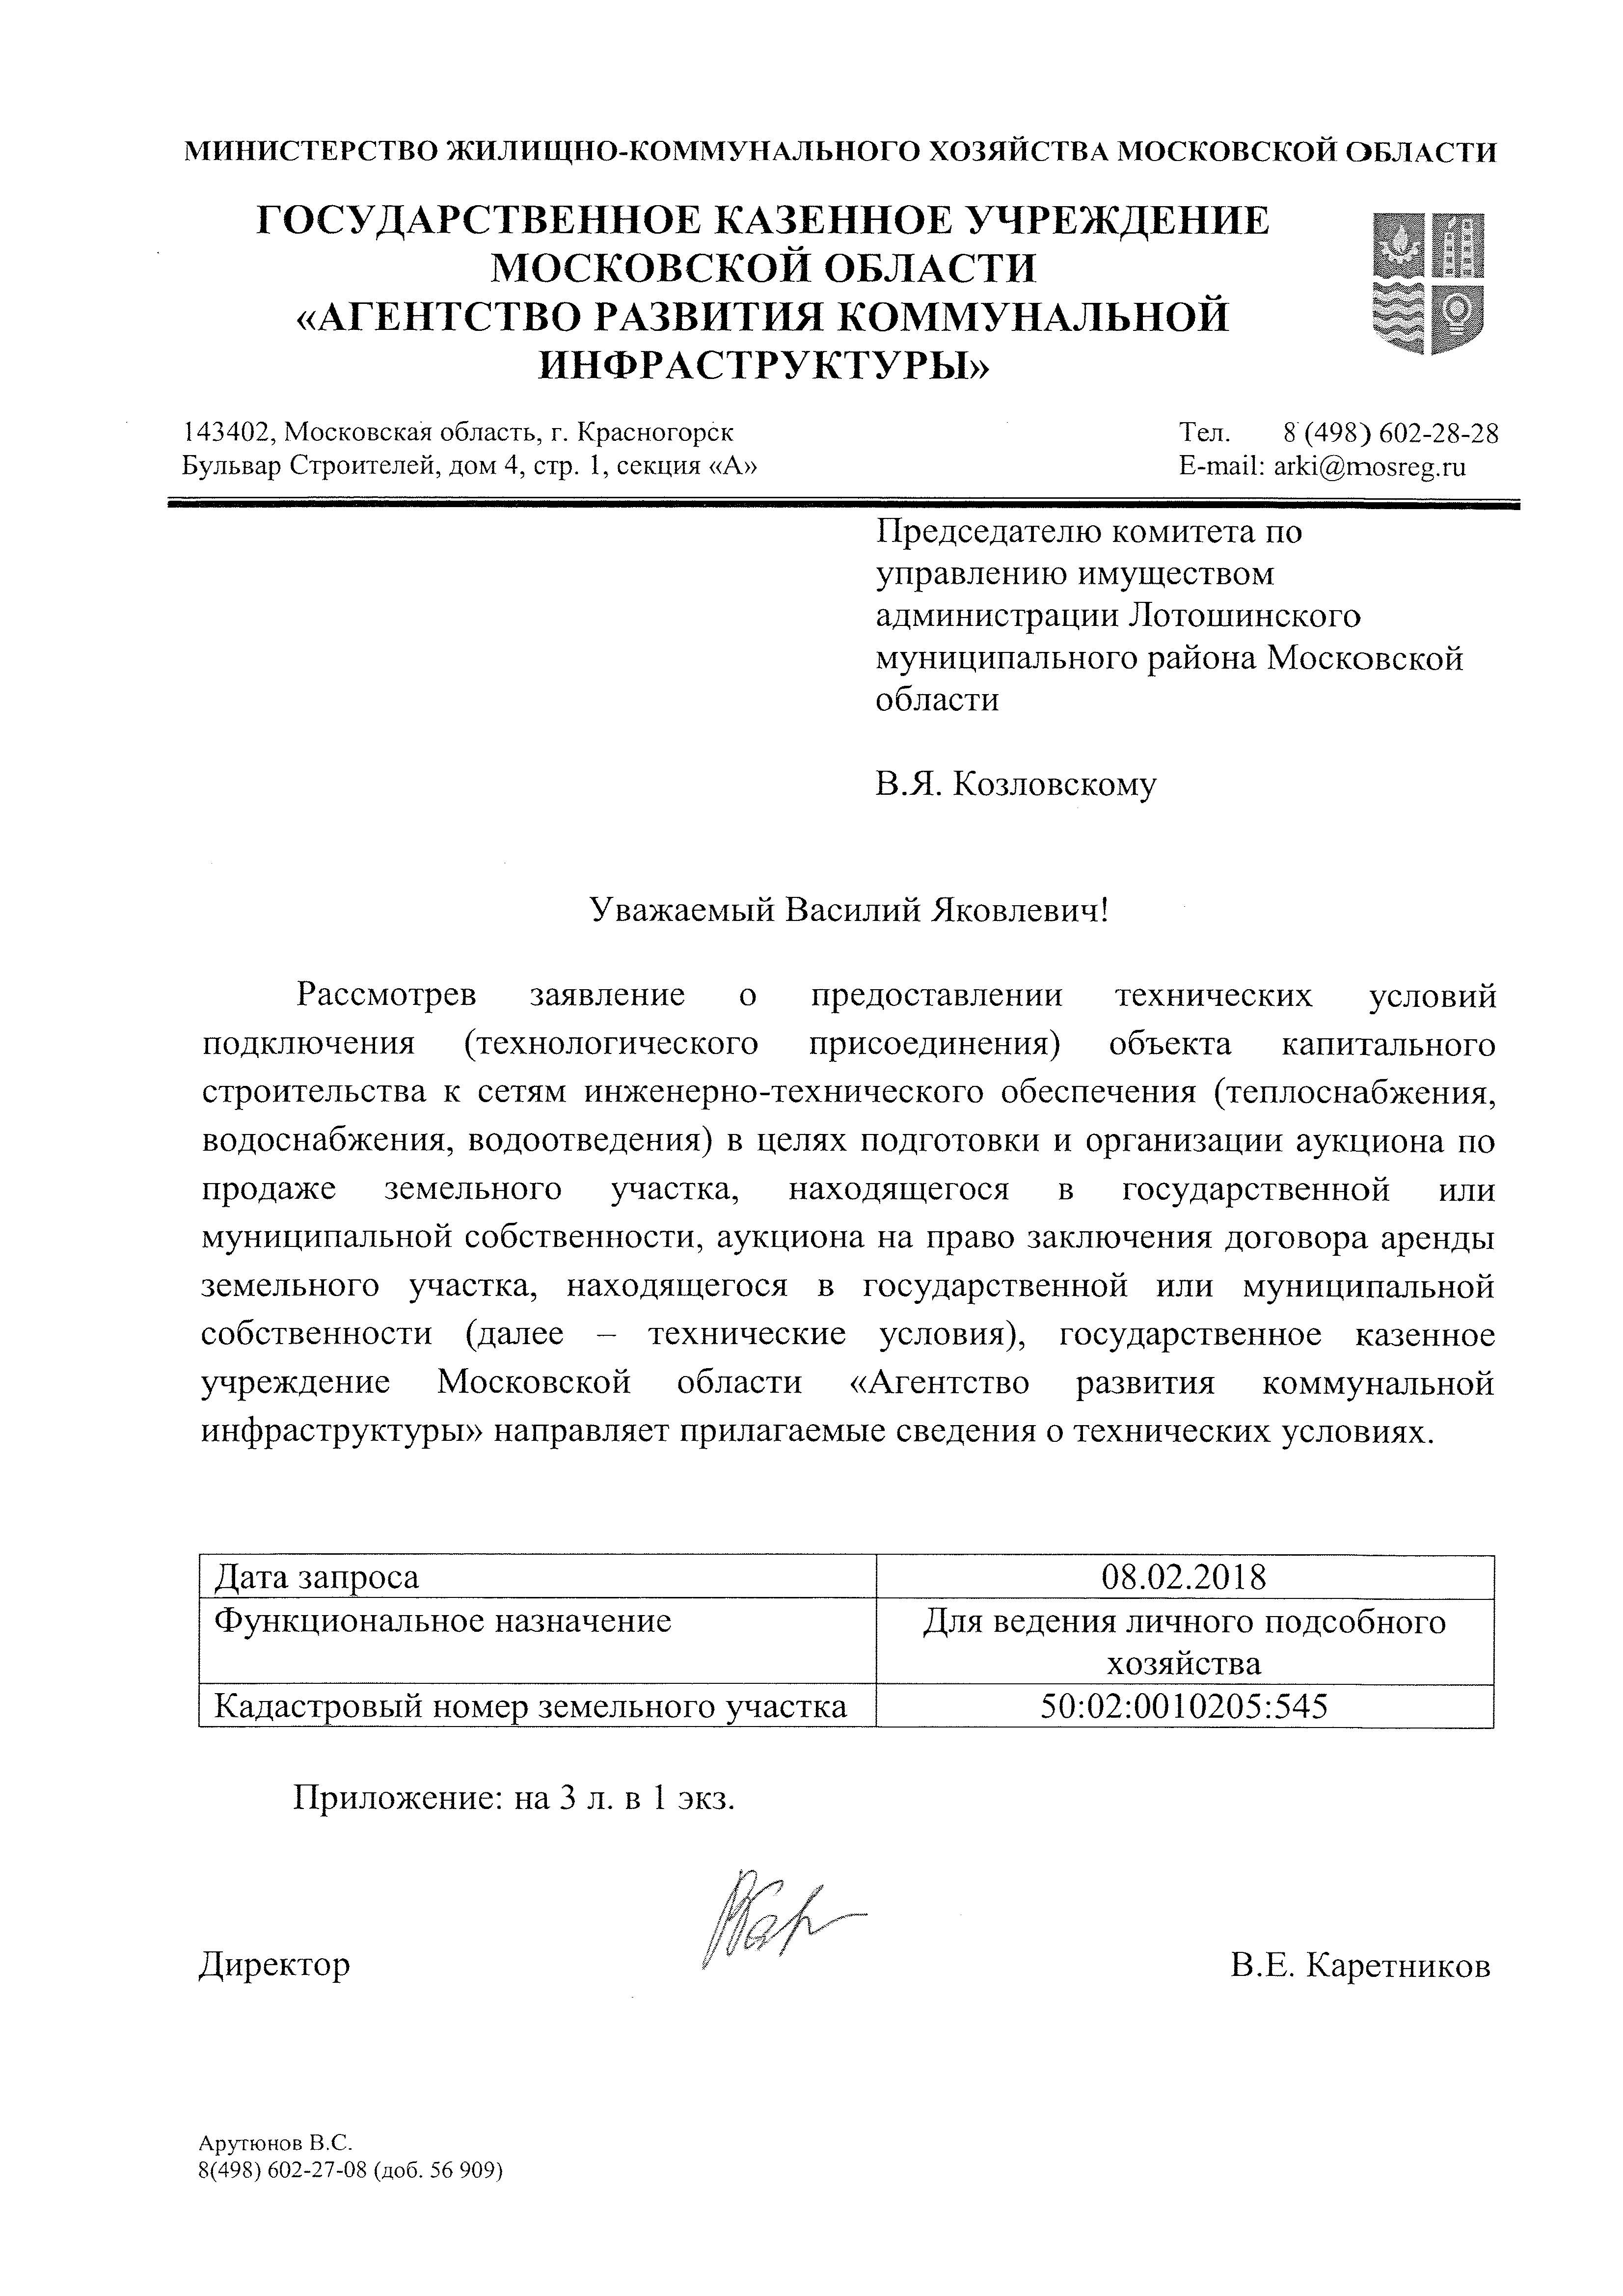 МИНИСТЕРСТВО ЖИЛИЩНО-КОММУНАЛЬНОГО ХОЗЯЙСТВА МОСКОВСКОЙ ОБЛАСТИ
ГОСУДАРСТВЕННОЕ КАЗЕННОЕ УЧРЕЖДЕНИЕ
МОСКОВСКОЙ ОБЛАСТИ
«АГЕНТСТВО РАЗВИТИЯ КОММУНАЛЬНОЙ
ИНФРАСТРУКТУРЫ»
143402, Московская область, г. Красногорск
Бульвар Строителей, дом 4, стр. 1, секция «А»
Тел. 8 (498) 602-28-28
E-mail: arki@mosreg.ru
Председателю комитета по
управлению имуществом
администрации Лотошинского
муниципального района Московской
области
В.Я. Козловскому
Уважаемый Василий Яковлевич!
Рассмотрев заявление о предоставлении технических условий
подключения (технологического присоединения) объекта капитального
строительства к сетям инженерно-технического обеспечения (теплоснабжения,
водоснабжения, водоотведения) в целях подготовки и организации аукциона по
продаже земельного участка, находящегося в государственной или
муниципальной собственности, аукциона на право заключения договора аренды
земельного участка, находящегося в государственной или муниципальной
собственности (далее – технические условия), государственное казенное
учреждение Московской области «Агентство развития коммунальной
инфраструктуры» направляет прилагаемые сведения о технических условиях.
Дата запроса 08.02.2018
Функциональное назначение Для ведения личного подсобного
хозяйства
Кадастровый номер земельного участка 50:02:0010205:545
Приложение: на 3 л. в 1 экз.
Директор В.Е. Каретников
Арутюнов В.С.
8(498) 602-27-08 (доб. 56 909)